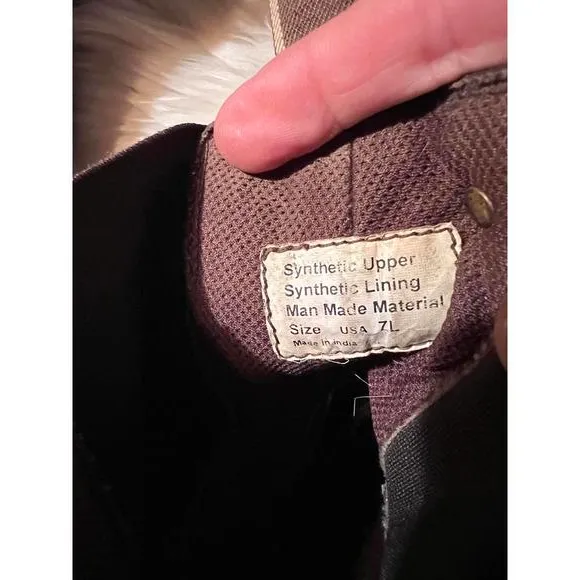 Synthetic Upper
Synthetic Lining
Man Made Material
Size USA 7L
Made in India